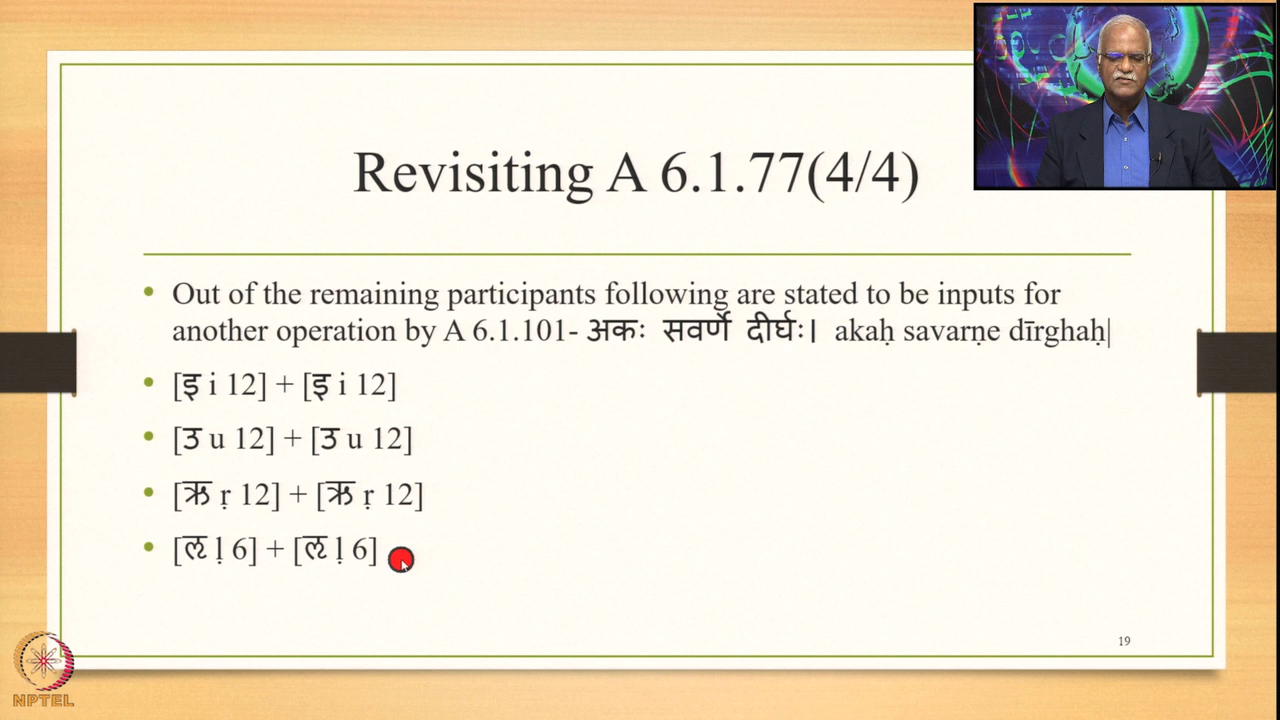 Revisiting A 6.1.77(4/4)
• Out of the remaining participants following are stated to be inputs for
another operation by A 6.1.101- अकः सवर्णे दीर्घः। akaḥ savarṇe dīrghaḥ|
• [इ i 12] + [इ i 12]
• [उ u 12] + [उ u 12]
• [ऋ ṛ 12] + [ऋ ṛ 12]
• [ऌ ḷ 6] + [ऌ ḷ 6]
19
NPTEL